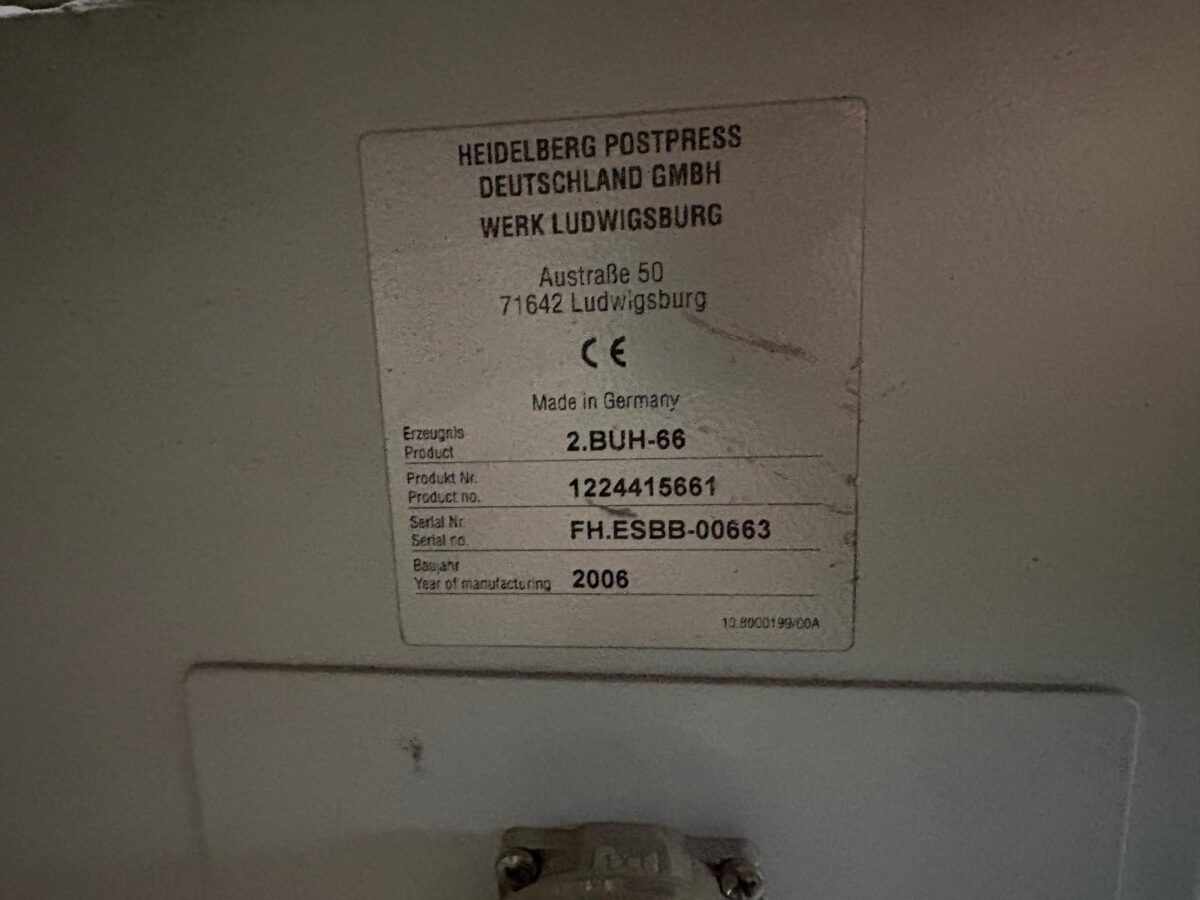 HEIDELBERG POSTPRESS
DEUTSCHLAND GMBH
WERK LUDWIGSBURG
Austraße 50
71642 Ludwigsburg
CE
Made in Germany
Erzeugnis
Product 2.BUH-66
Produkt Nr.
Product no. 1224415661
Serial Nr.
Serial no. FH.ESBB-00663
Baujahr
Year of manufacturing 2006
10.8000199/00A